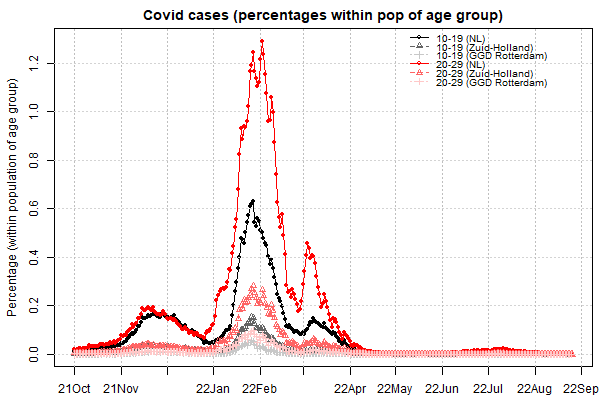 Covid cases (percentages within pop of age group)
10-19 (NL)
10-19 (Zuid-Holland)
10-19 (GGD Rotterdam)
20-29 (NL)
20-29 (Zuid-Holland)
20-29 (GGD Rotterdam)
Percentage (within population of age group)
1.2
1.0
0.8
0.6
0.4
0.2
0.0
21Oct 21Nov 22Jan 22Feb 22Apr 22May 22Jun 22Jul 22Aug 22Sep